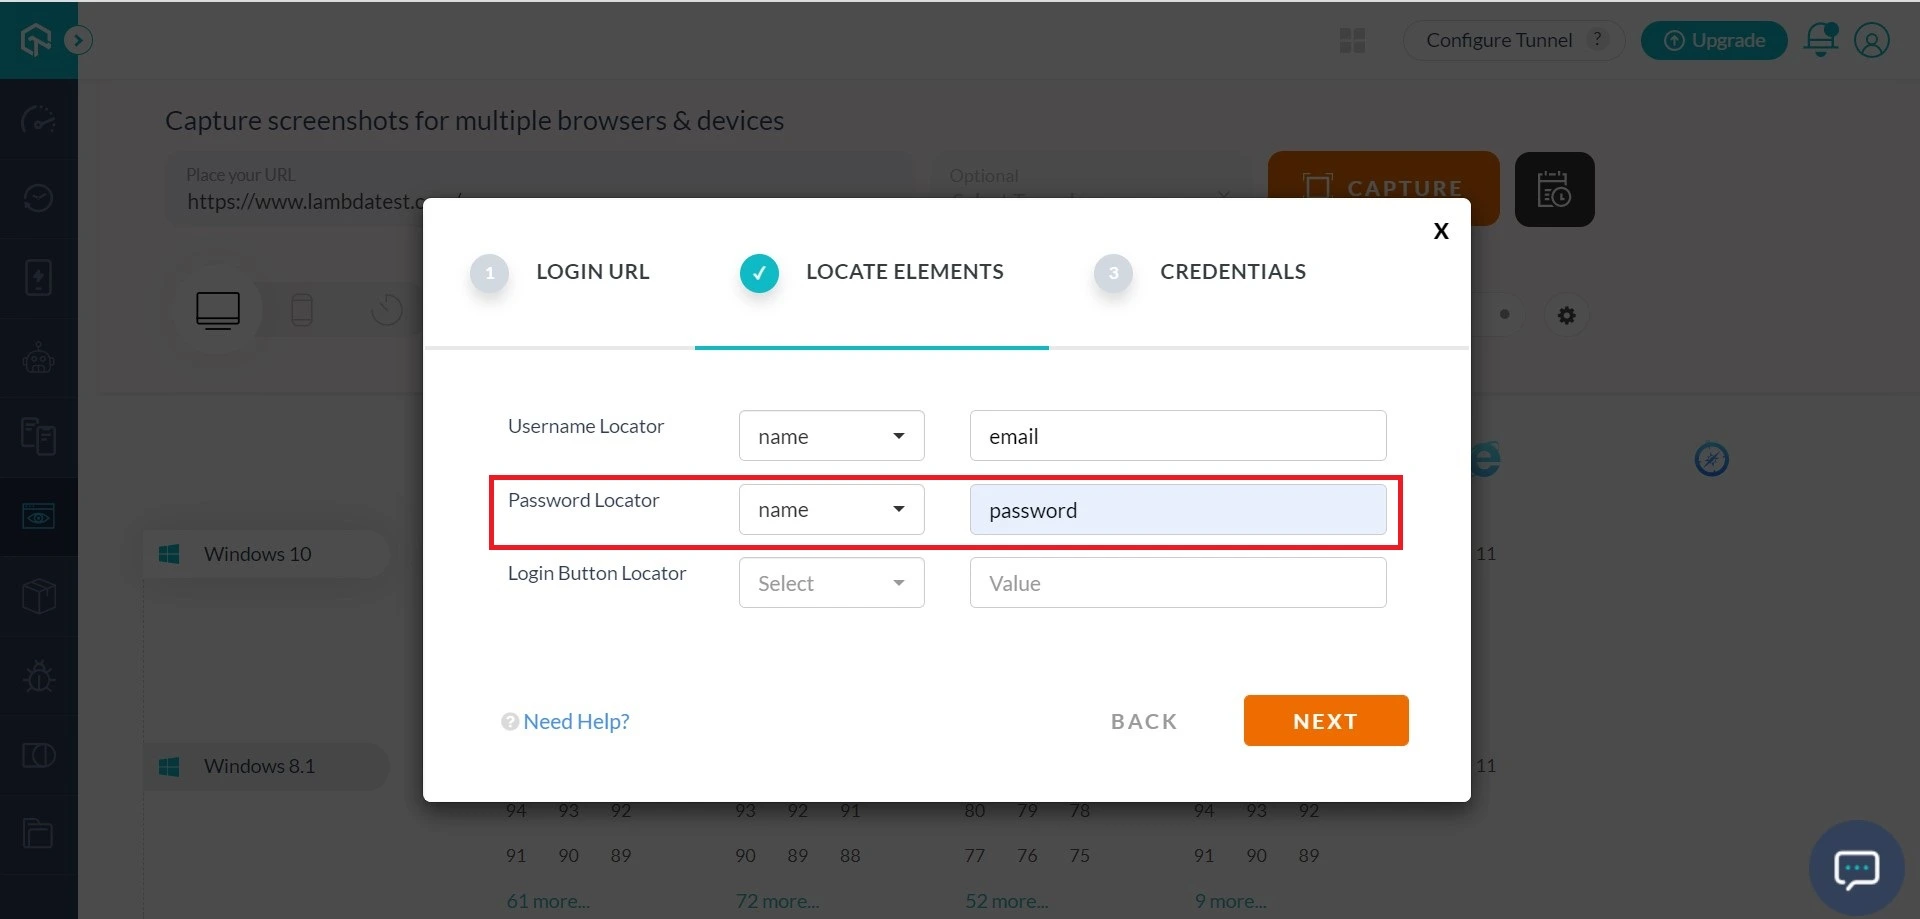 Configure Tunnel ?
Upgrade
Capture screenshots for multiple browsers & devices
Place your URL
https://www.lambdatest.c
Optional
CAPTURE
X
1 LOGIN URL
LOCATE ELEMENTS
3 CREDENTIALS
Username Locator name email
Password Locator name password
Login Button Locator Select Value
? Need Help?
BACK
NEXT
Windows 10
11
Windows 8.1
11
94 93 92 93 92 91 80 79 78 94 93 92
91 90 89 90 89 88 77 76 75 91 90 89
61 more... 72 more... 52 more... 9 more...